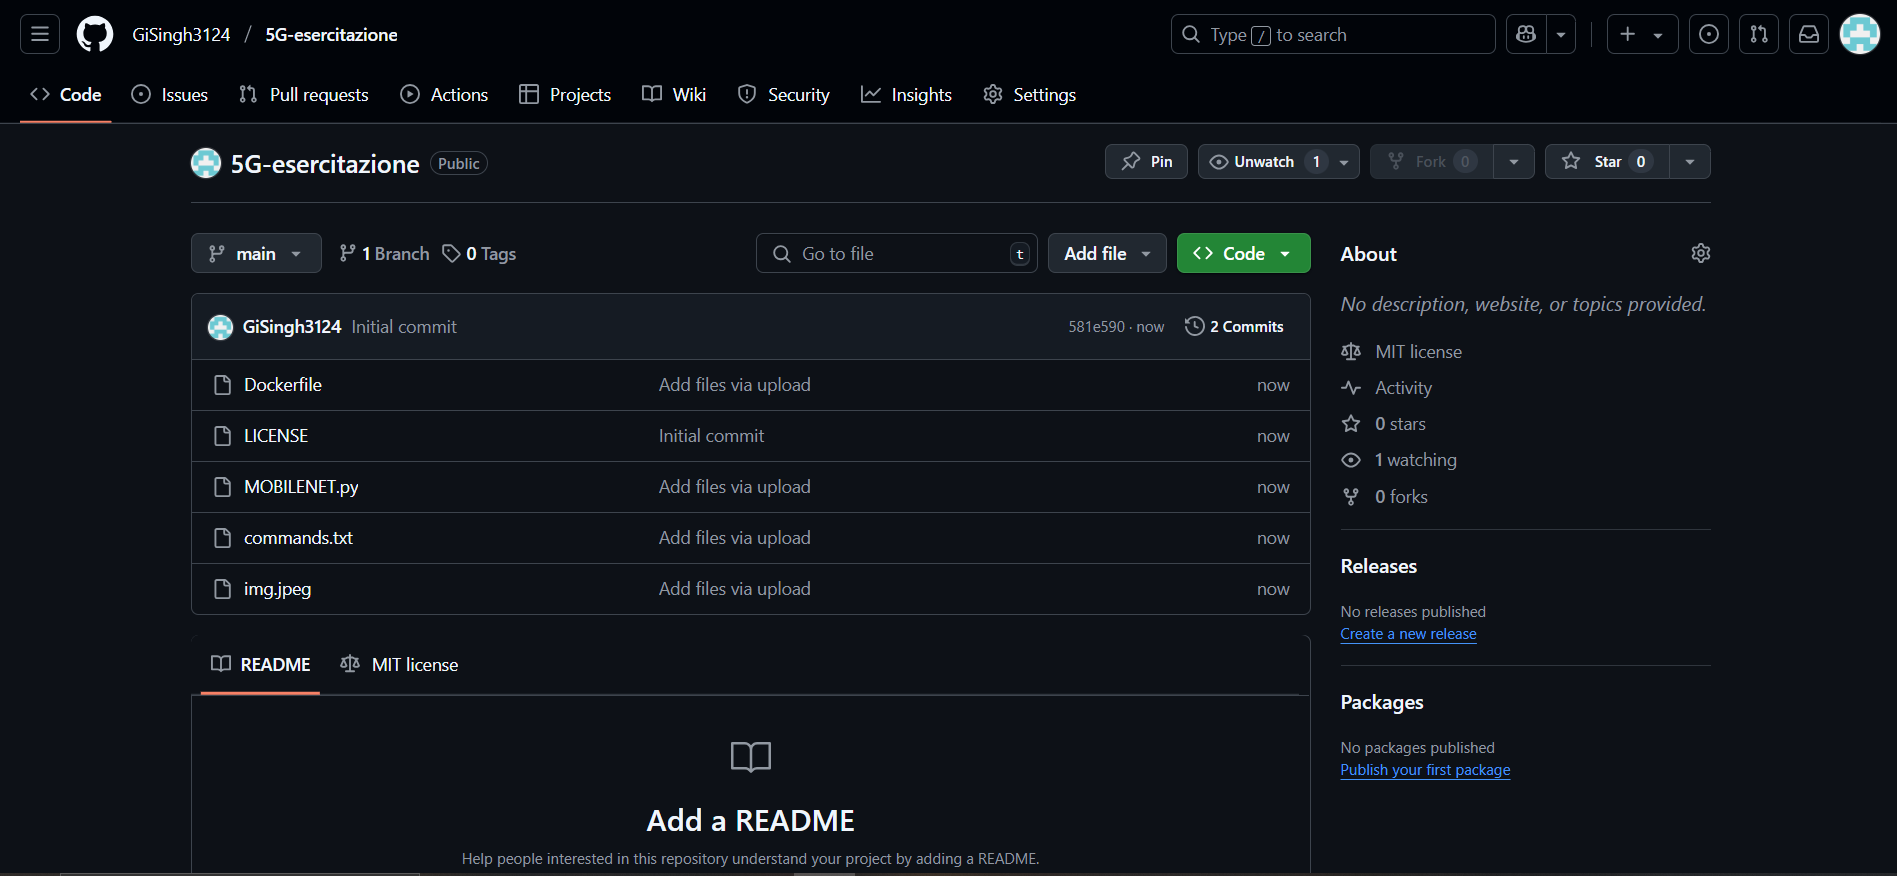 GiSingh3124 / 5G-esercitazione
Type / to search
Code Issues Pull requests Actions Projects Wiki Security Insights Settings
5G-esercitazione Public
Pin Unwatch 1 Fork 0 Star 0
main 1 Branch 0 Tags Go to file t Add file Code
GiSingh3124 Initial commit 581e590 · now 2 Commits
Dockerfile Add files via upload now
LICENSE Initial commit now
MOBILENET.py Add files via upload now
commands.txt Add files via upload now
img.jpeg Add files via upload now
README MIT license
Add a README
Help people interested in this repository understand your project by adding a README.
About
No description, website, or topics provided.
MIT license
Activity
0 stars
1 watching
0 forks
Releases
No releases published
Create a new release
Packages
No packages published
Publish your first package